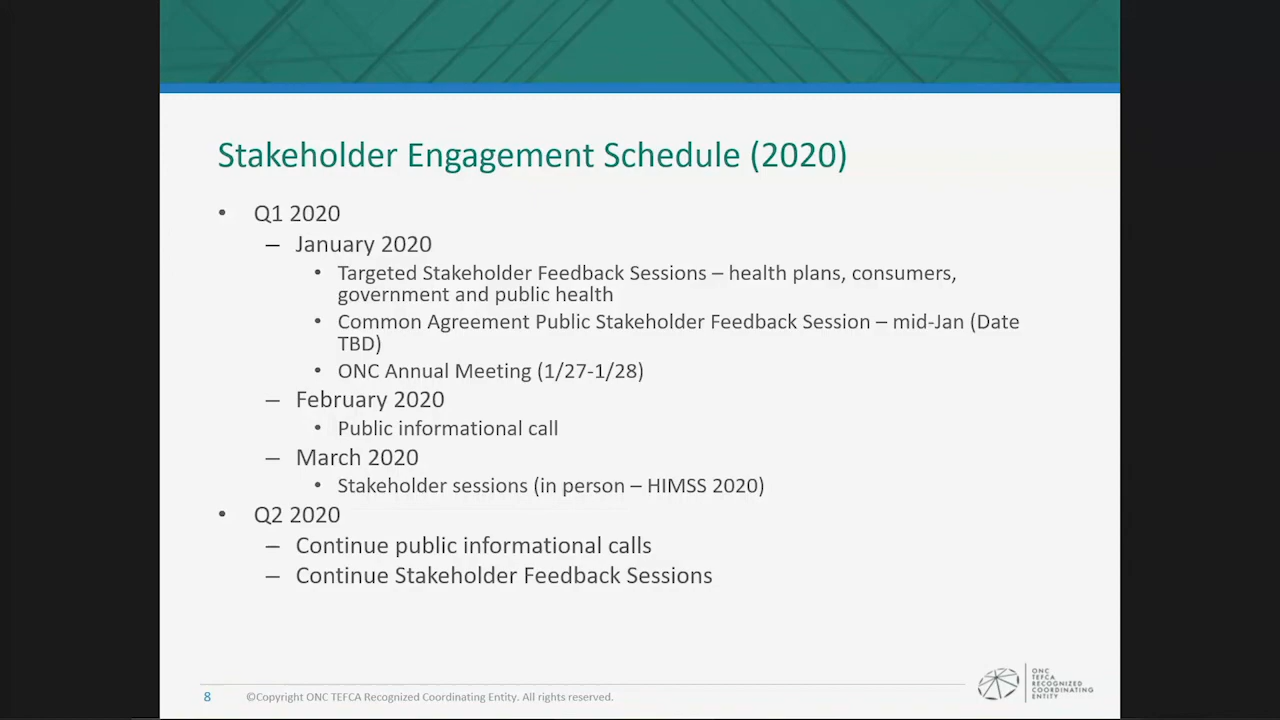 Stakeholder Engagement Schedule (2020)
• Q1 2020
– January 2020
• Targeted Stakeholder Feedback Sessions – health plans, consumers,
government and public health
• Common Agreement Public Stakeholder Feedback Session – mid-Jan (Date
TBD)
• ONC Annual Meeting (1/27-1/28)
– February 2020
• Public informational call
– March 2020
• Stakeholder sessions (in person – HIMSS 2020)
• Q2 2020
– Continue public informational calls
– Continue Stakeholder Feedback Sessions
8 ©Copyright ONC TEFCA Recognized Coordinating Entity. All rights reserved.
ONC
TEFCA
RECOGNIZED
COORDINATING
ENTITY